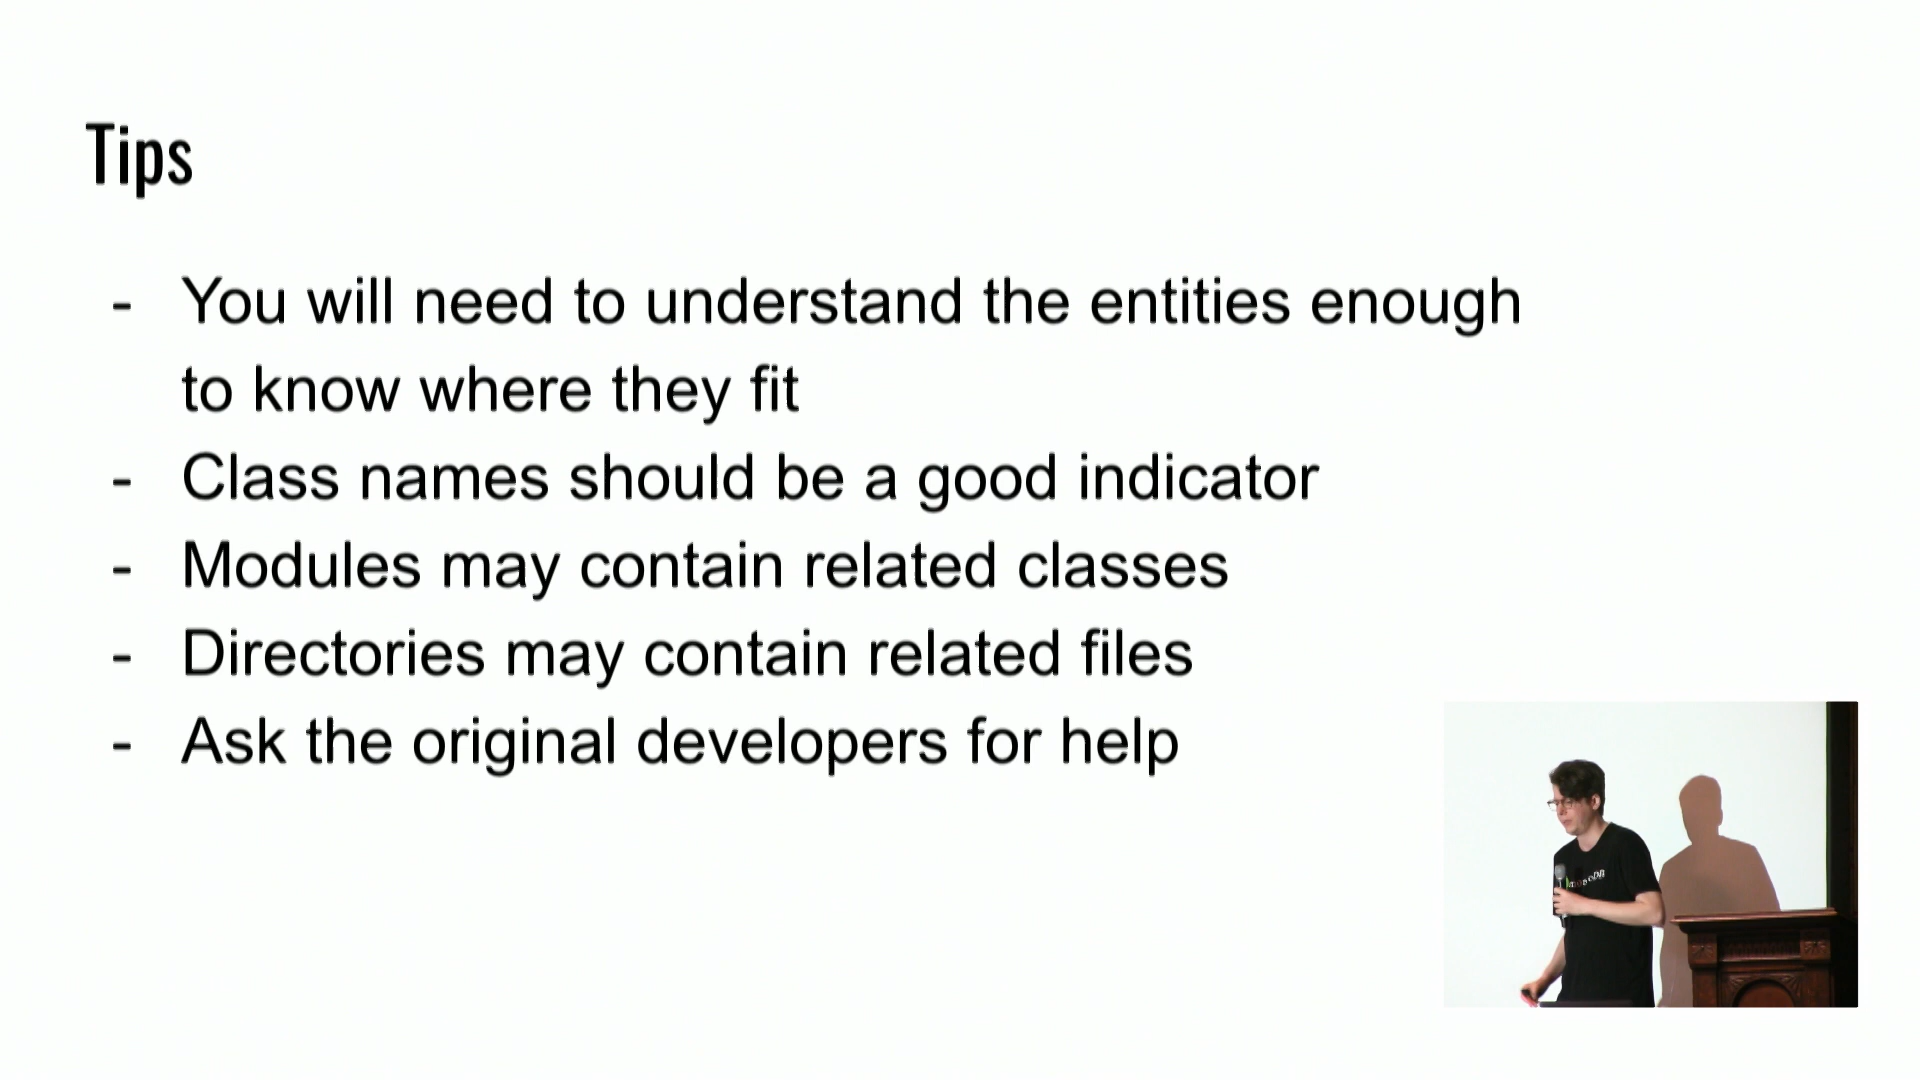 Tips
- You will need to understand the entities enough
to know where they fit
- Class names should be a good indicator
- Modules may contain related classes
- Directories may contain related files
- Ask the original developers for help